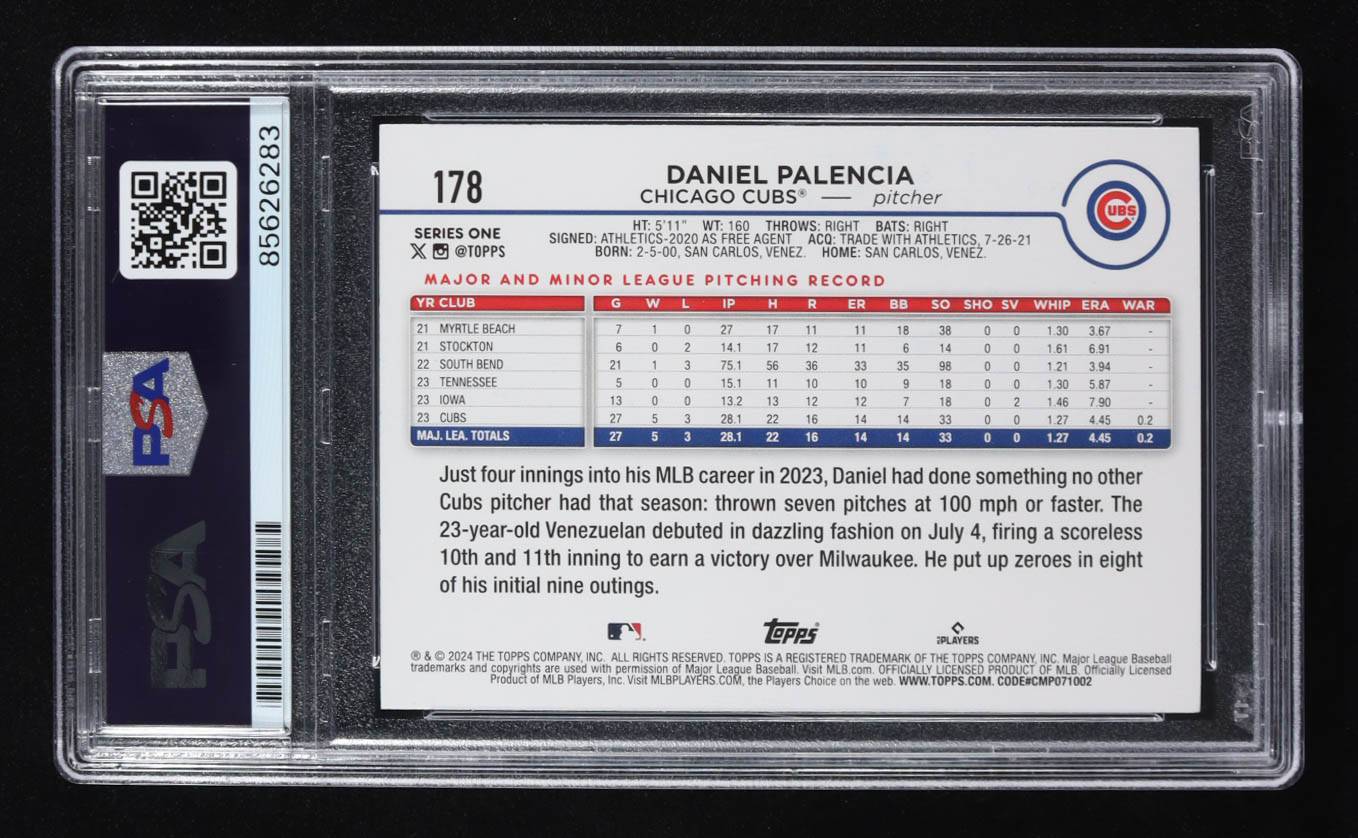 85626283
PSA
PSA
178
DANIEL PALENCIA
CHICAGO CUBS® — pitcher
CUBS
SERIES ONE
@TOPPS
HT: 5'11" WT: 160 THROWS: RIGHT BATS: RIGHT
SIGNED: ATHLETICS-2020 AS FREE AGENT ACQ: TRADE WITH ATHLETICS, 7-26-21
BORN: 2-5-00, SAN CARLOS, VENEZ. HOME: SAN CARLOS, VENEZ.
MAJOR AND MINOR LEAGUE PITCHING RECORD
YR CLUB G W L IP H R ER BB SO SHO SV WHIP ERA WAR
21 MYRTLE BEACH 7 1 0 27 17 11 11 18 38 0 0 1.30 3.67 -
21 STOCKTON 6 0 2 14.1 17 12 11 6 14 0 0 1.61 6.91 -
22 SOUTH BEND 21 1 3 75.1 56 36 33 35 98 0 0 1.21 3.94 -
23 TENNESSEE 5 0 0 15.1 11 10 10 9 18 0 0 1.30 5.87 -
23 IOWA 13 0 0 13.2 13 12 12 7 18 0 2 1.46 7.90 -
23 CUBS 27 5 3 28.1 22 16 14 14 33 0 0 1.27 4.45 0.2
MAJ. LEA. TOTALS 27 5 3 28.1 22 16 14 14 33 0 0 1.27 4.45 0.2
Just four innings into his MLB career in 2023, Daniel had done something no other
Cubs pitcher had that season: thrown seven pitches at 100 mph or faster. The
23-year-old Venezuelan debuted in dazzling fashion on July 4, firing a scoreless
10th and 11th inning to earn a victory over Milwaukee. He put up zeroes in eight
of his initial nine outings.
TOPPS
MLBPLAYERS
® & © 2024 THE TOPPS COMPANY, INC. ALL RIGHTS RESERVED. TOPPS IS A REGISTERED TRADEMARK OF THE TOPPS COMPANY, INC. Major League Baseball
trademarks and copyrights are used with permission of Major League Baseball. Visit MLB.com. OFFICIALLY LICENSED PRODUCT OF MLB. Officially Licensed
Product of MLB Players, Inc. Visit MLBPLAYERS.COM, the Players Choice on the web. WWW.TOPPS.COM. CODE#CMP071002
PSA